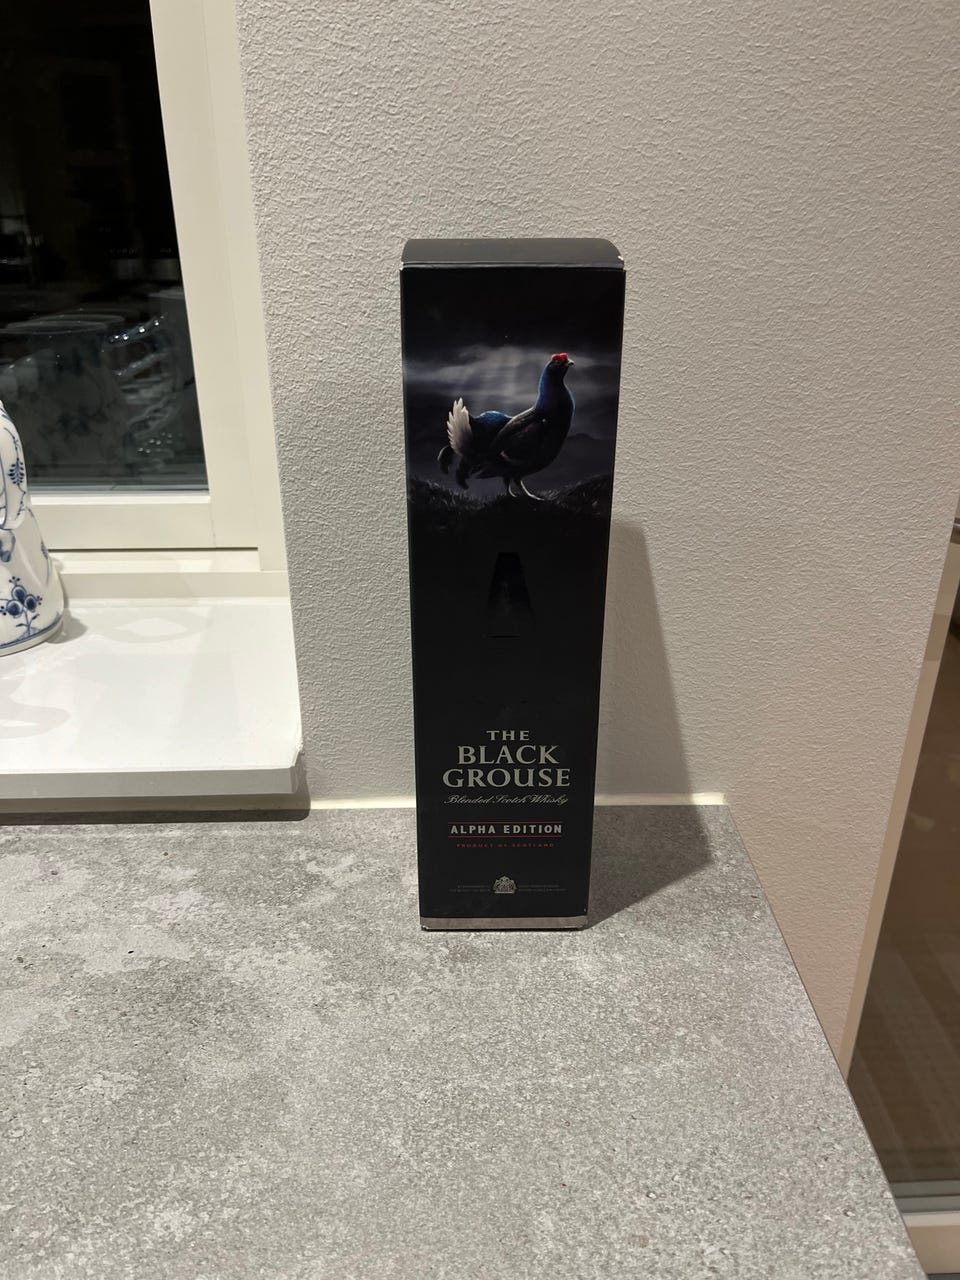 THE
BLACK
GROUSE
Blended Scotch Whisky
ALPHA EDITION
PRODUCT OF SCOTLAND